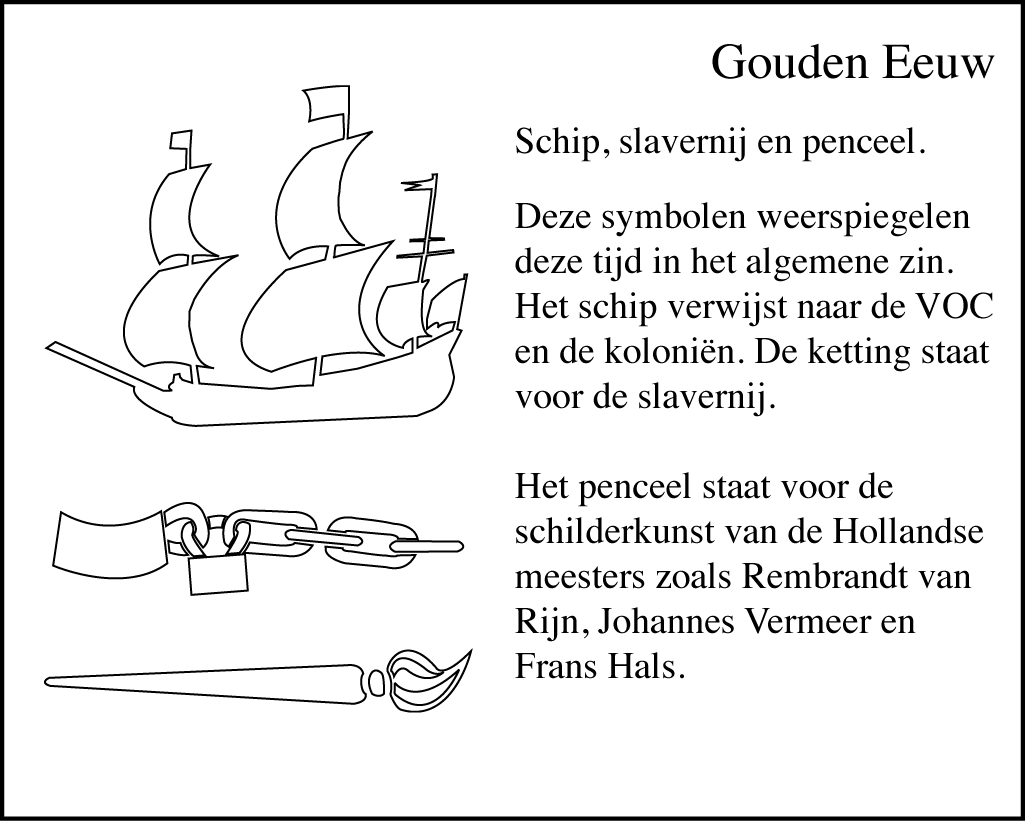 Gouden Eeuw
Schip, slavernij en penceel.
Deze symbolen weerspiegelen
deze tijd in het algemene zin.
Het schip verwijst naar de VOC
en de koloniën. De ketting staat
voor de slavernij.
Het penceel staat voor de
schilderkunst van de Hollandse
meesters zoals Rembrandt van
Rijn, Johannes Vermeer en
Frans Hals.